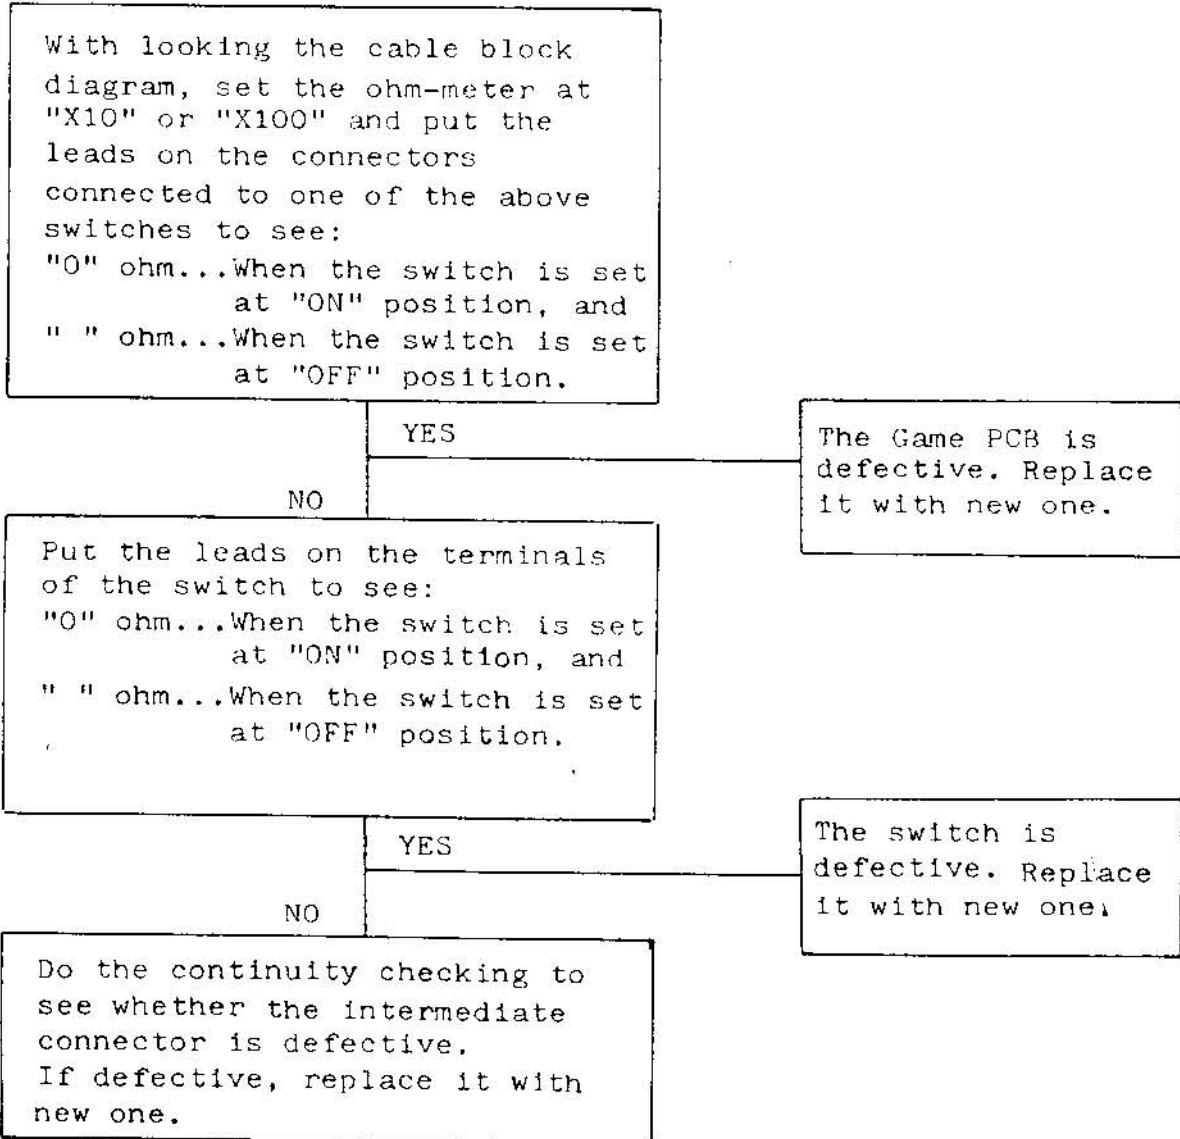 With looking the cable block
diagram, set the ohm-meter at
"X10" or "X100" and put the
leads on the connectors
connected to one of the above
switches to see:
"0" ohm...When the switch is set
at "ON" position, and
" " ohm...When the switch is set
at "OFF" position.
YES
The Game PCB is
defective. Replace
it with new one.
NO
Put the leads on the terminals
of the switch to see:
"0" ohm...When the switch is set
at "ON" position, and
" " ohm...When the switch is set
at "OFF" position.
YES
The switch is
defective. Replace
it with new one.
NO
Do the continuity checking to
see whether the intermediate
connector is defective.
If defective, replace it with
new one.